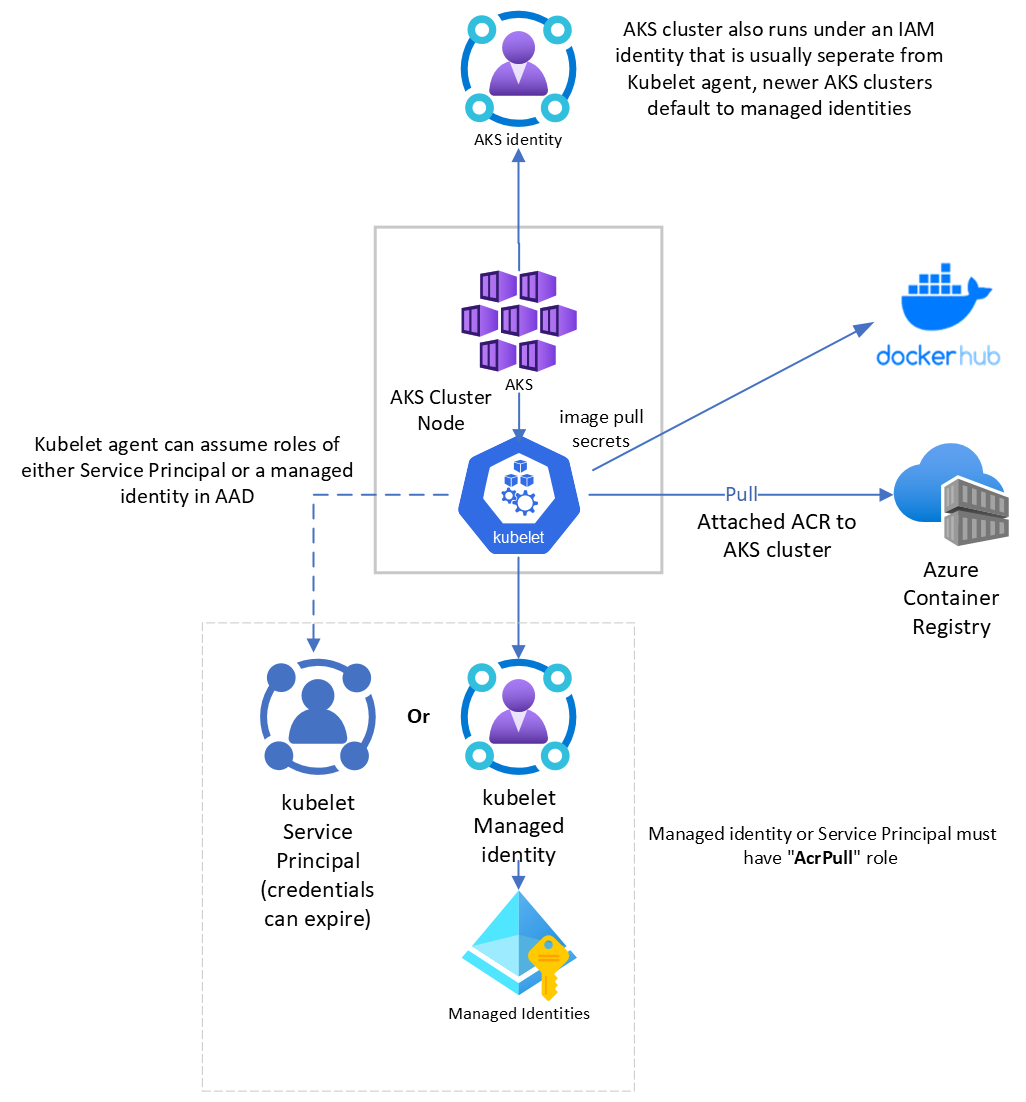 AKS cluster also runs under an IAM
identity that is usually seperate from
Kubelet agent, newer AKS clusters
default to managed identities
AKS identity
dockerhub
AKS
AKS Cluster
Node
image pull
secrets
Kubelet agent can assume roles of
either Service Principal or a managed
identity in AAD
kubelet
Pull
Attached ACR to
AKS cluster
Azure
Container
Registry
Or
kubelet
Service
Principal
(credentials
can expire)
kubelet
Managed
identity
Managed identity or Service Principal must
have "AcrPull" role
Managed Identities